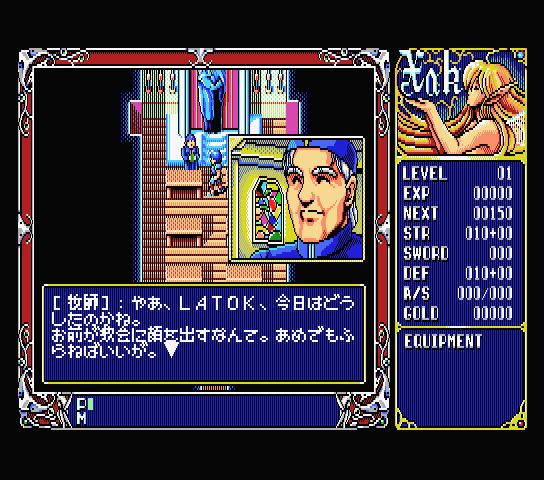 Xak
LEVEL 01
EXP 00000
NEXT 00150
STR 010+00
SWORD 000
DEF 010+00
A/S 000/000
GOLD 00000
EQUIPMENT
[牧師]:やあ、LATOK、今日はどう
したのかね。
お前が教会に顔を出すなんて。あめでもふ
らねばいいが。▼
P
M